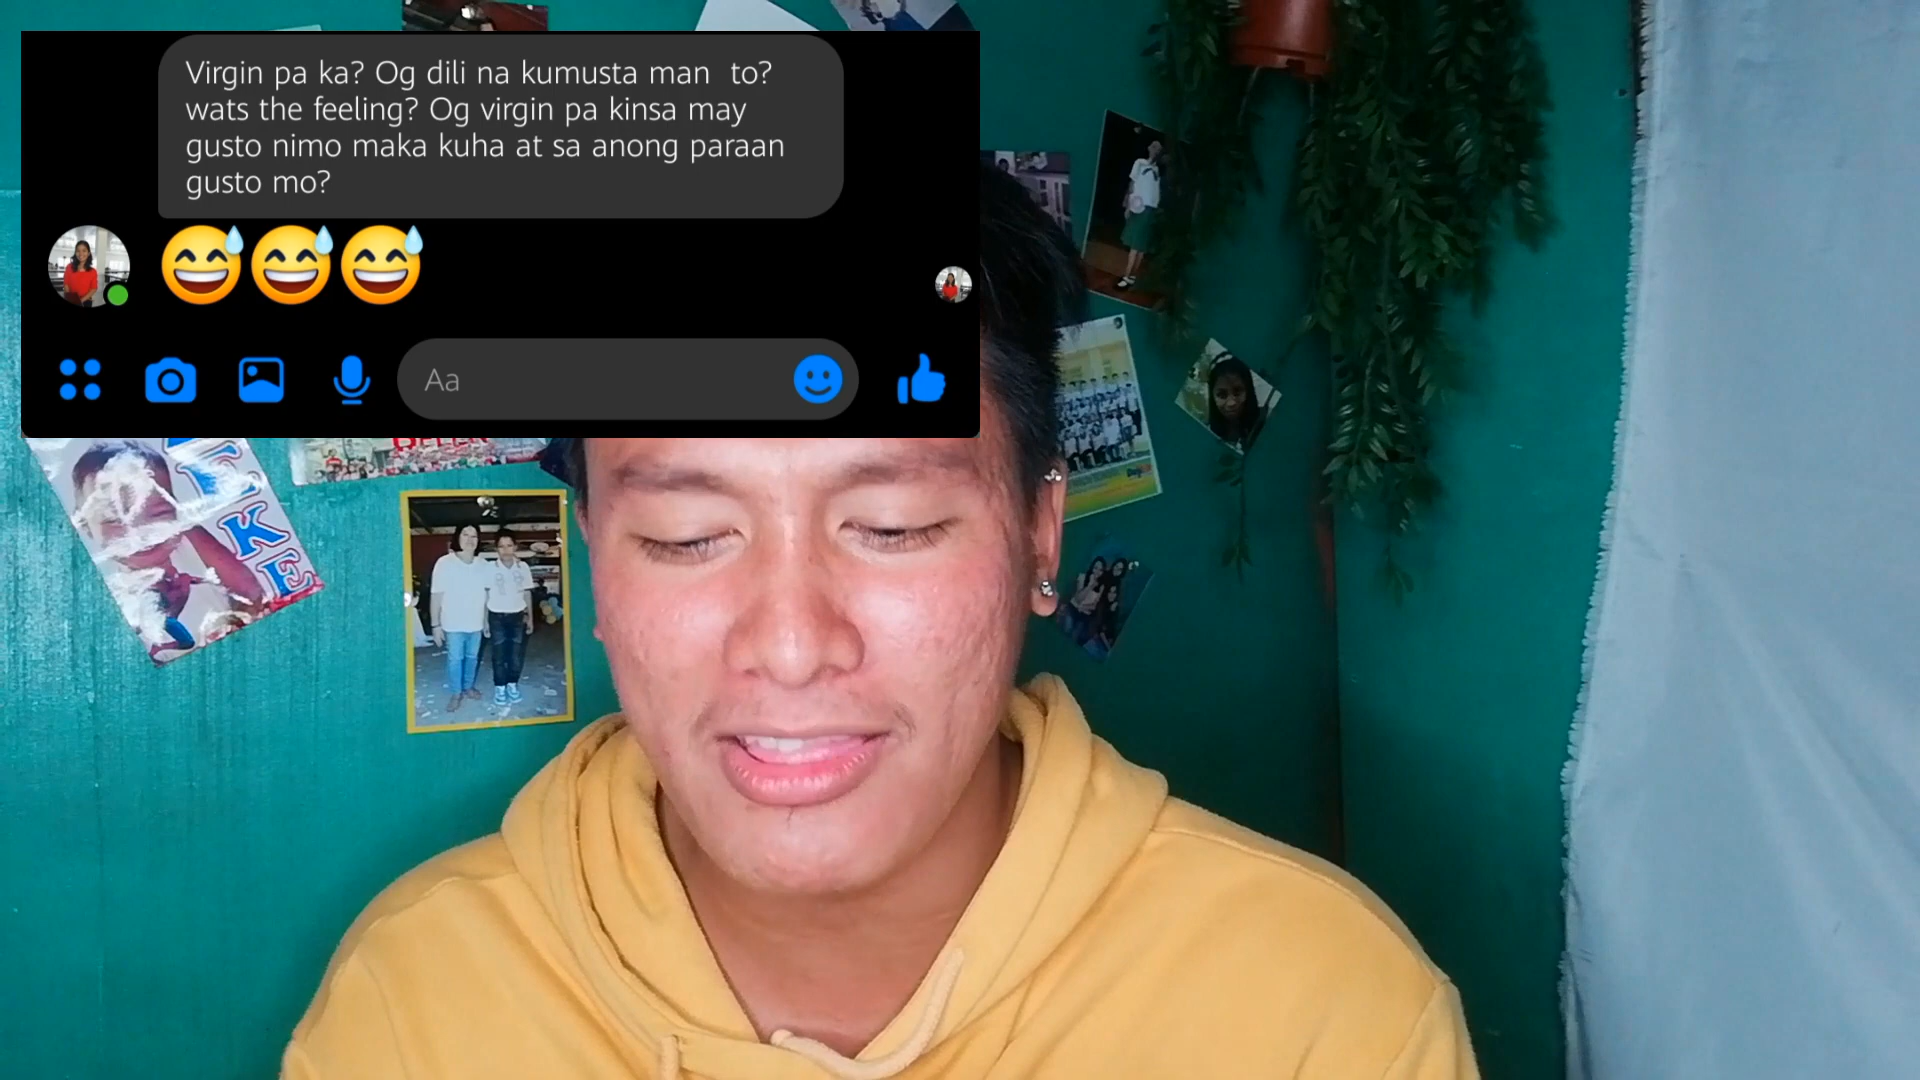 Virgin pa ka? Og dili na kumusta man to?
wats the feeling? Og virgin pa kinsa may
gusto nimo maka kuha at sa anong paraan
gusto mo?
Aa
KE